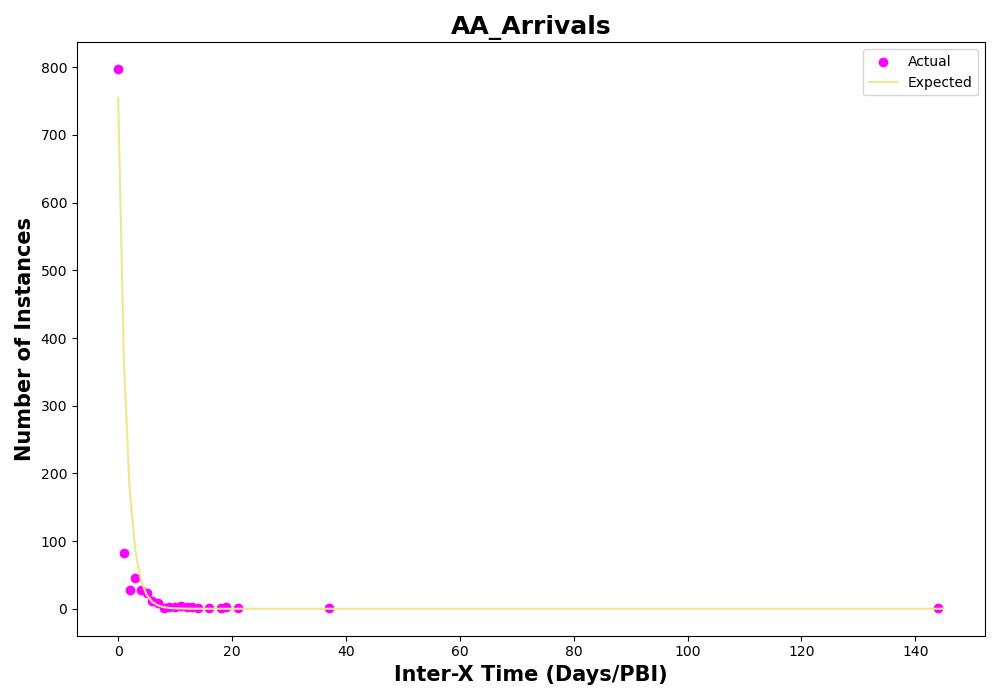 AA_Arrivals
Actual
Expected
Number of Instances
800
700
600
500
400
300
200
100
0
0 20 40 60 80 100 120 140
Inter-X Time (Days/PBI)